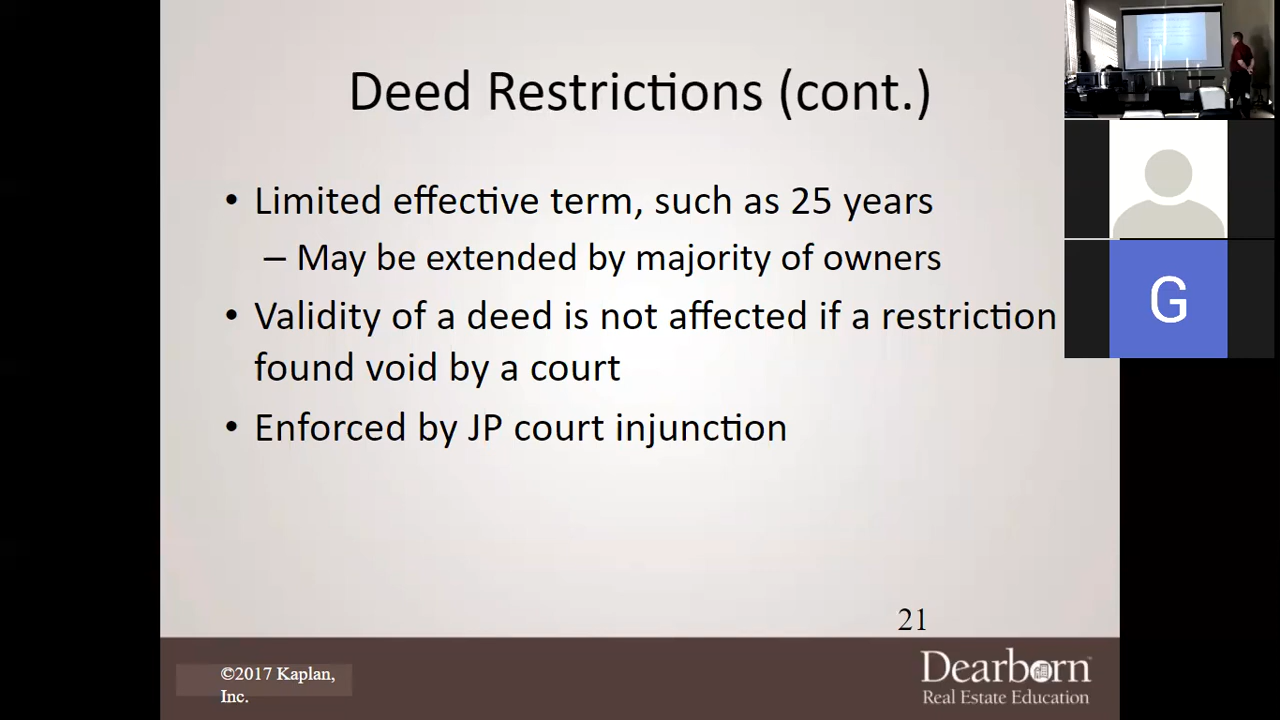 Deed Restrictions (cont.)
• Limited effective term, such as 25 years
– May be extended by majority of owners
• Validity of a deed is not affected if a restriction
found void by a court
• Enforced by JP court injunction
G
21
©2017 Kaplan,
Inc.
Dearborn
Real Estate Education